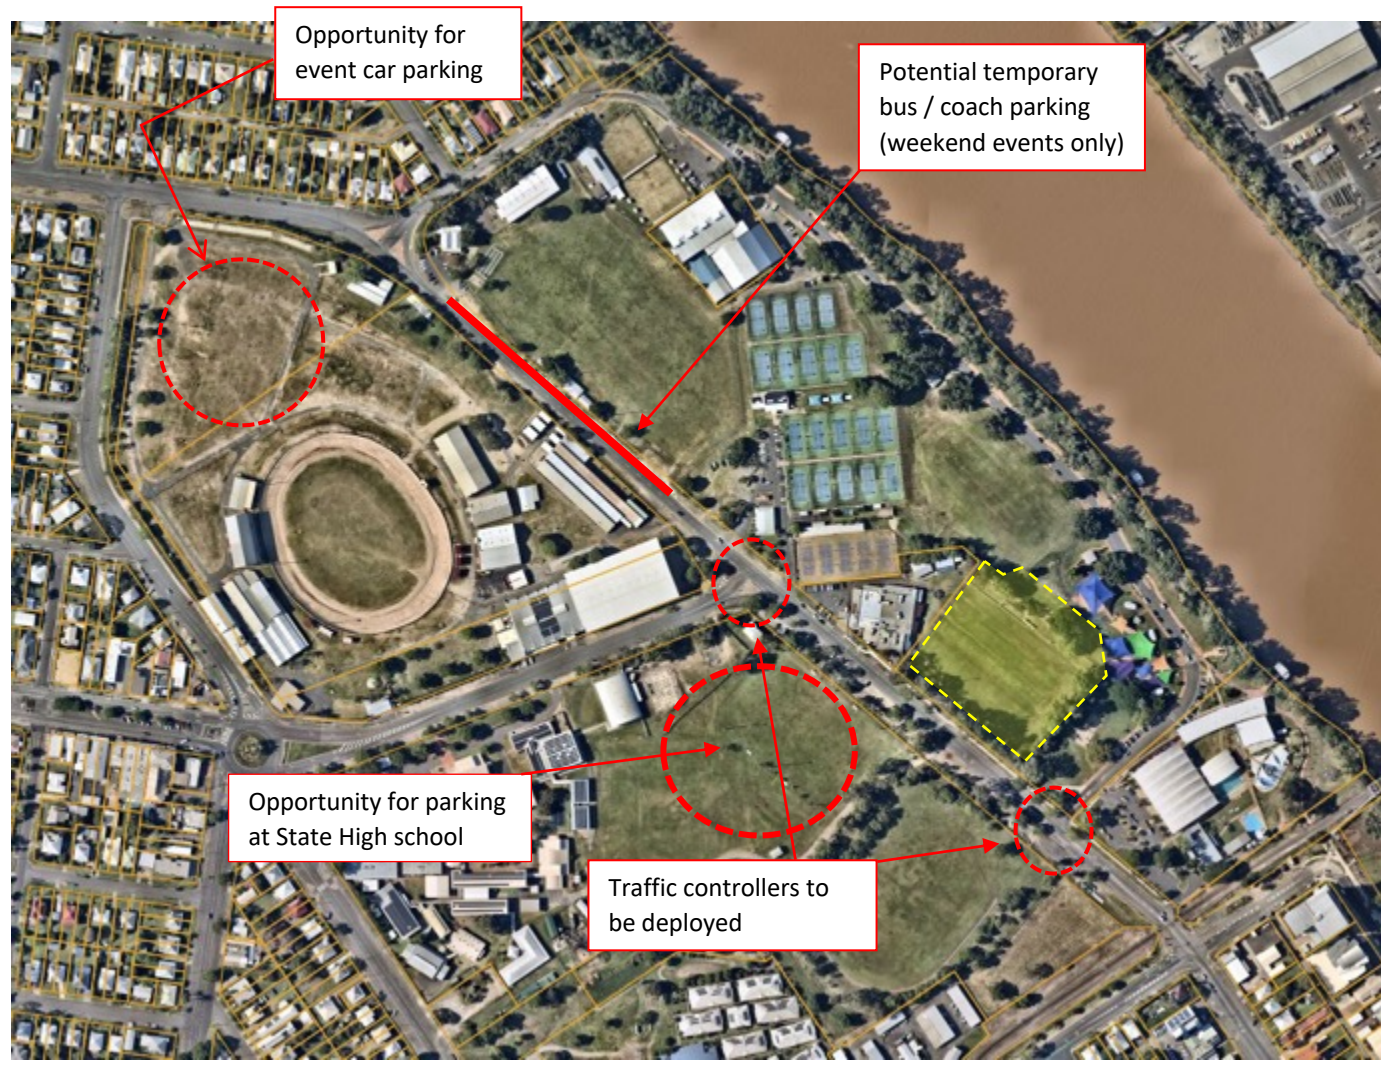 Opportunity for
event car parking
Potential temporary
bus / coach parking
(weekend events only)
Opportunity for parking
at State High school
Traffic controllers to
be deployed